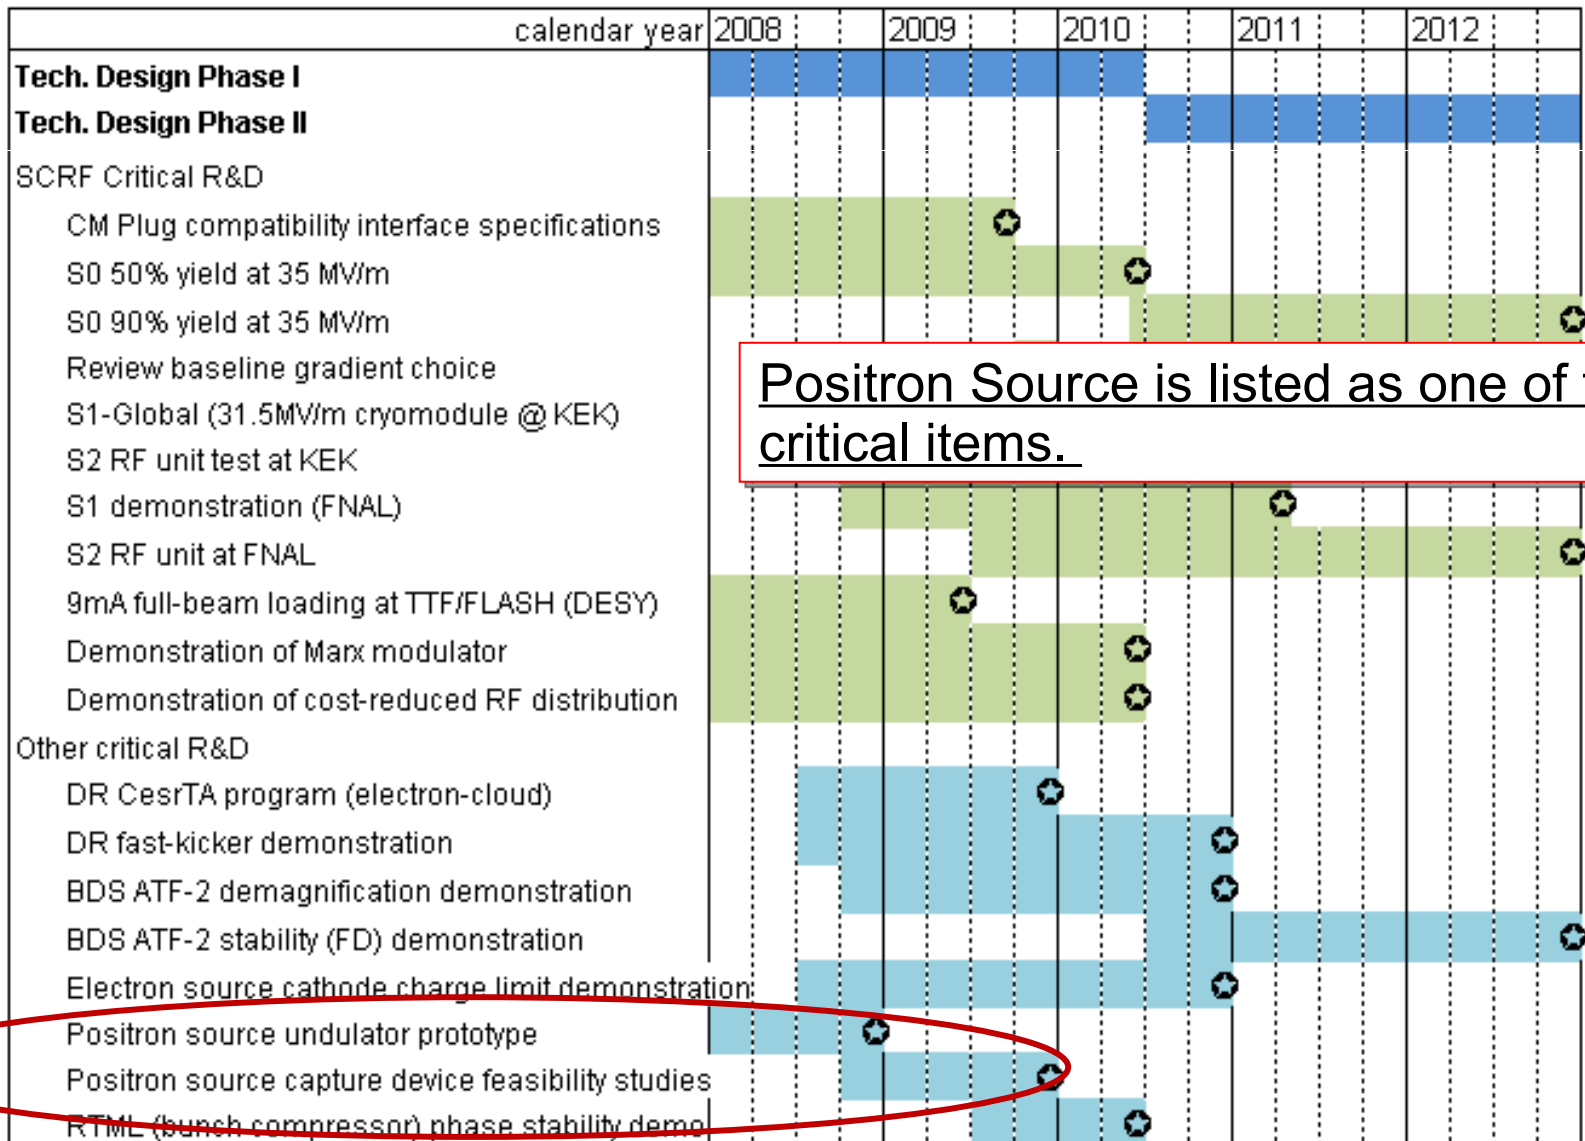 calendar year 2008 2009 2010 2011 2012
Tech. Design Phase I
Tech. Design Phase II
SCRF Critical R&D
CM Plug compatibility interface specifications
S0 50% yield at 35 MV/m
S0 90% yield at 35 MV/m
Review baseline gradient choice
Positron Source is listed as one of
critical items.
S1-Global (31.5MV/m cryomodule @ KEK)
S2 RF unit test at KEK
S1 demonstration (FNAL)
S2 RF unit at FNAL
9mA full-beam loading at TTF/FLASH (DESY)
Demonstration of Marx modulator
Demonstration of cost-reduced RF distribution
Other critical R&D
DR CesrTA program (electron-cloud)
DR fast-kicker demonstration
BDS ATF-2 demagnification demonstration
BDS ATF-2 stability (FD) demonstration
Electron source cathode charge limit demonstration
Positron source undulator prototype
Positron source capture device feasibility studies
RTML (bunch compressor) phase stability demo